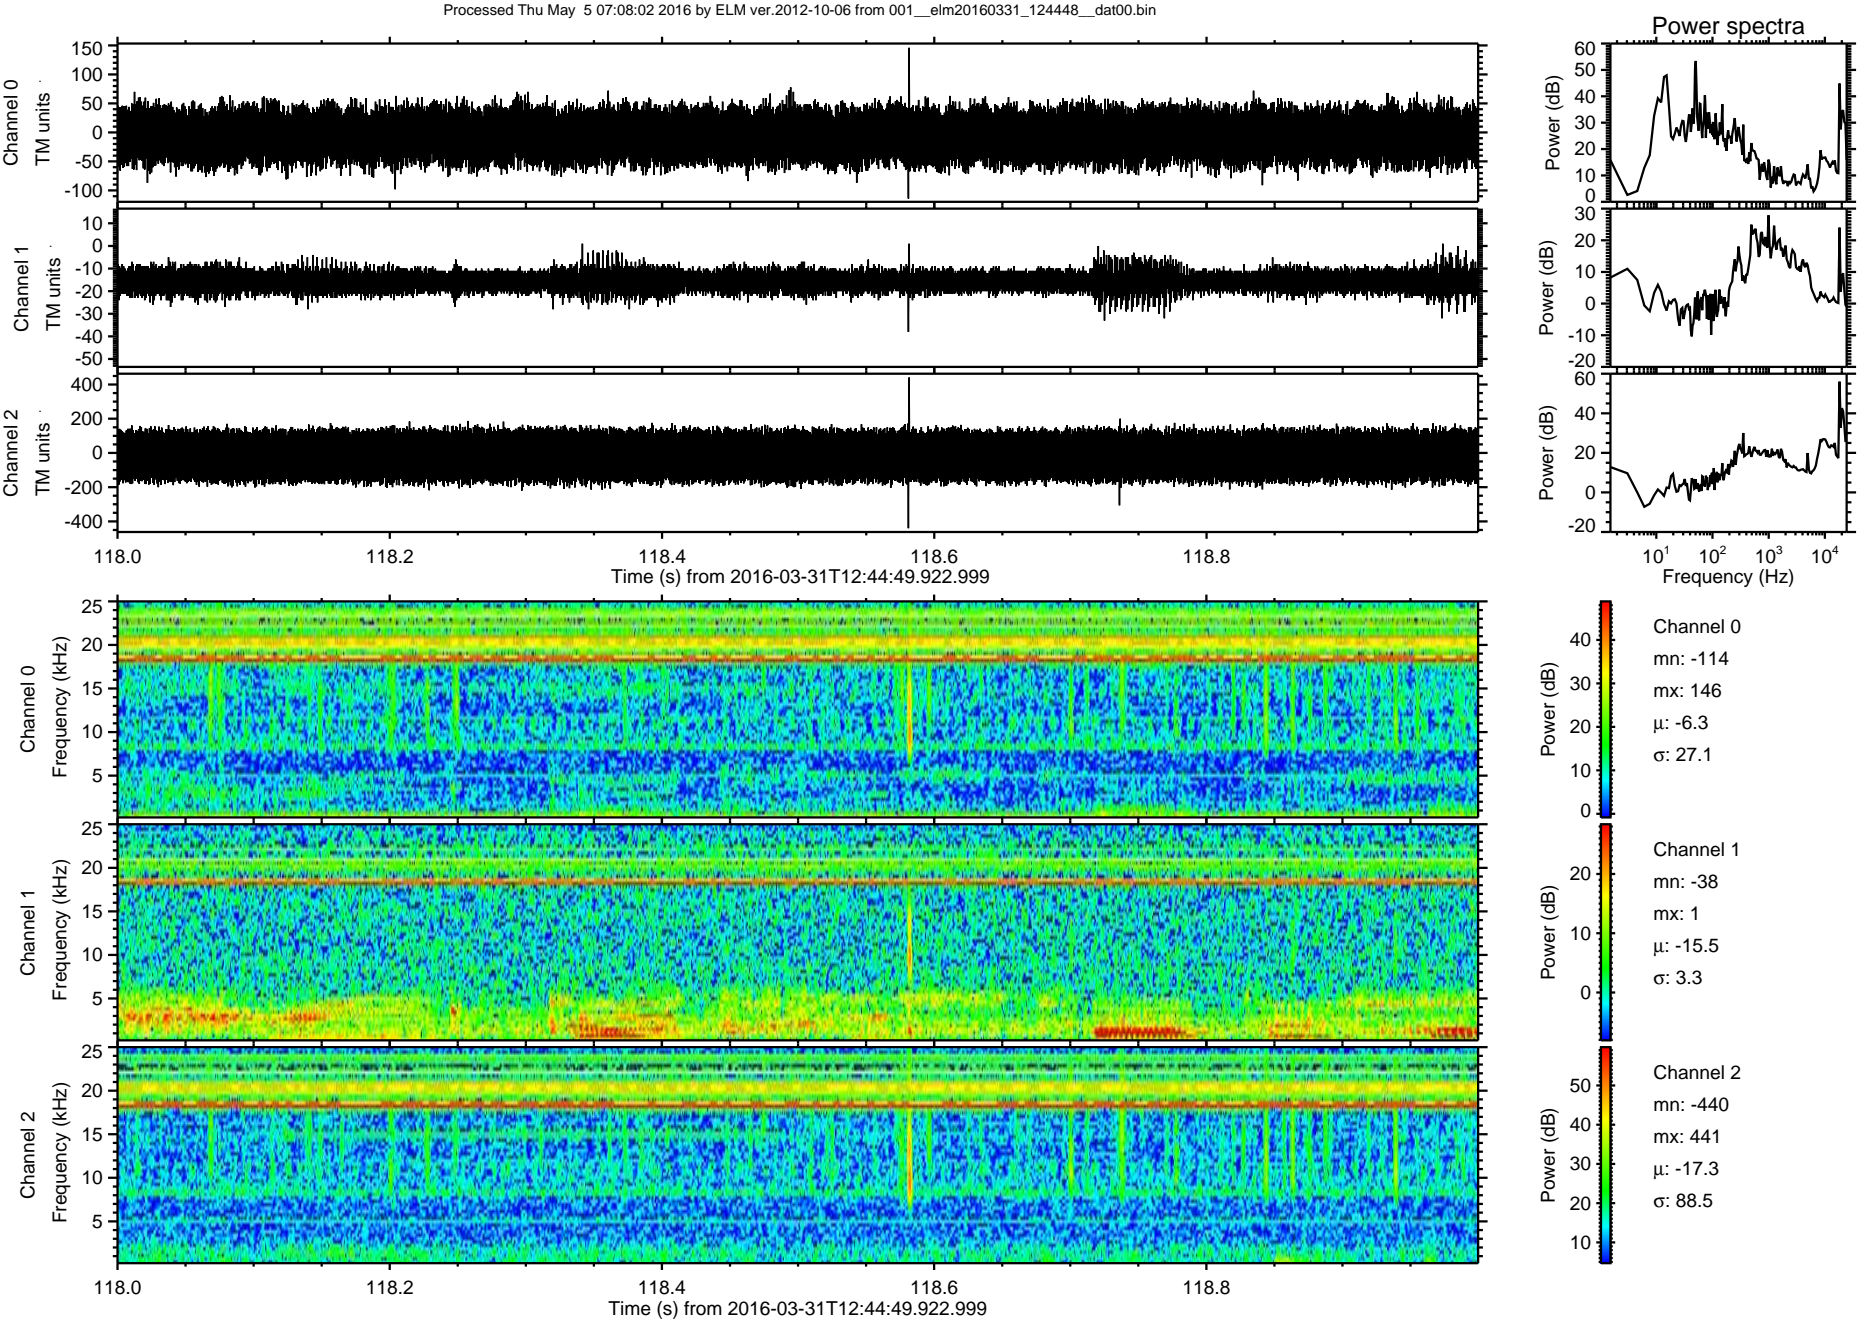 Processed Thu May  5 07:08:02 2016 by ELM ver.2012-10-06 from 001__elm20160331_124448__dat00.bin
Power spectra
Channel 0
TM units
150
100
50
0
-50
-100
Power (dB)
60
50
40
30
20
10
0
Channel 1
TM units
10
0
-10
-20
-30
-40
-50
Power (dB)
30
20
10
0
-10
-20
Channel 2
TM units
400
200
0
-200
-400
Power (dB)
60
40
20
0
-20
118.0 118.2 118.4 118.6 118.8
10^1 10^2 10^3 10^4
Time (s) from 2016-03-31T12:44:49.922.999
Frequency (Hz)
Channel 0
Frequency (kHz)
25
20
15
10
5
Power (dB)
40
30
20
10
0
Channel 0
mn: -114
mx: 146
μ: -6.3
σ: 27.1
Channel 1
Frequency (kHz)
25
20
15
10
5
Power (dB)
20
10
0
Channel 1
mn: -38
mx: 1
μ: -15.5
σ: 3.3
Channel 2
Frequency (kHz)
25
20
15
10
5
Power (dB)
50
40
30
20
10
Channel 2
mn: -440
mx: 441
μ: -17.3
σ: 88.5
118.0 118.2 118.4 118.6 118.8
Time (s) from 2016-03-31T12:44:49.922.999